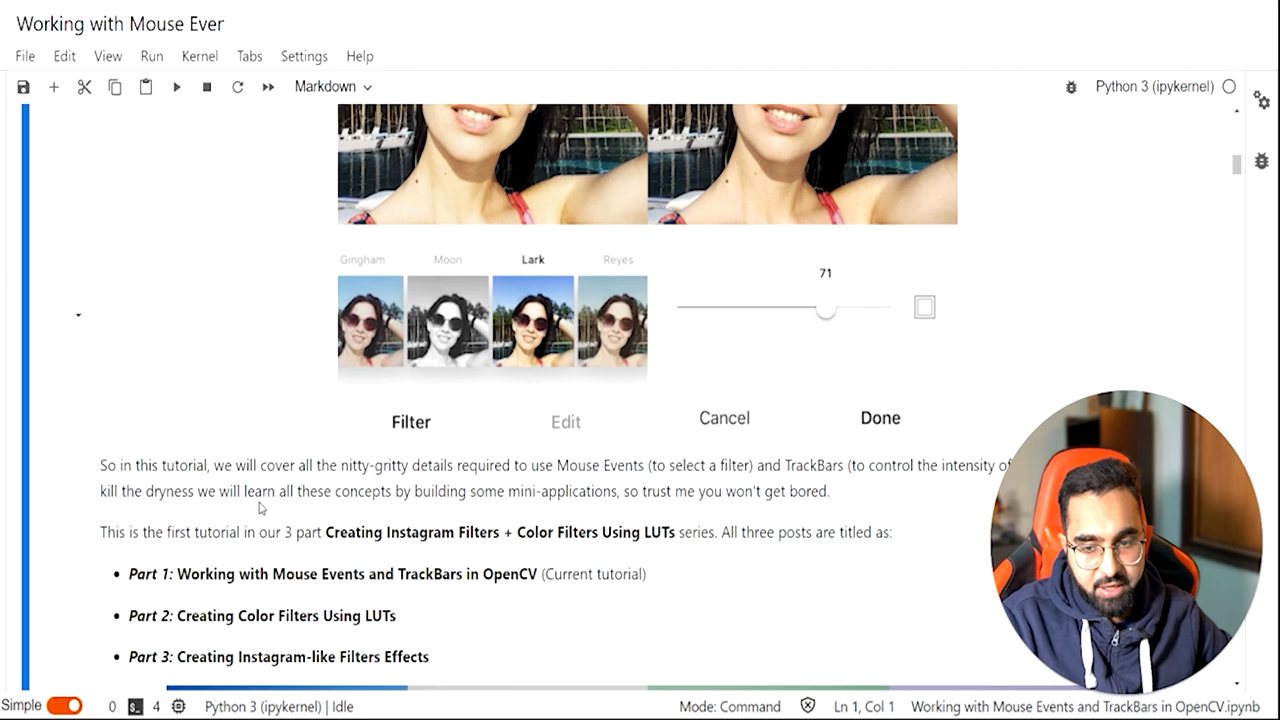 Working with Mouse Ever
File Edit View Run Kernel Tabs Settings Help
Markdown Python 3 (ipykernel)
Gingham Moon Lark Reyes
71
Filter Edit Cancel Done
So in this tutorial, we will cover all the nitty-gritty details required to use Mouse Events (to select a filter) and TrackBars (to control the intensity of
kill the dryness we will learn all these concepts by building some mini-applications, so trust me you won't get bored.
This is the first tutorial in our 3 part Creating Instagram Filters + Color Filters Using LUTs series. All three posts are titled as:
• Part 1: Working with Mouse Events and TrackBars in OpenCV (Current tutorial)
• Part 2: Creating Color Filters Using LUTs
• Part 3: Creating Instagram-like Filters Effects
Simple 0 $_ 4 Python 3 (ipykernel) | Idle Mode: Command Ln 1, Col 1 Working with Mouse Events and TrackBars in OpenCV.ipynb